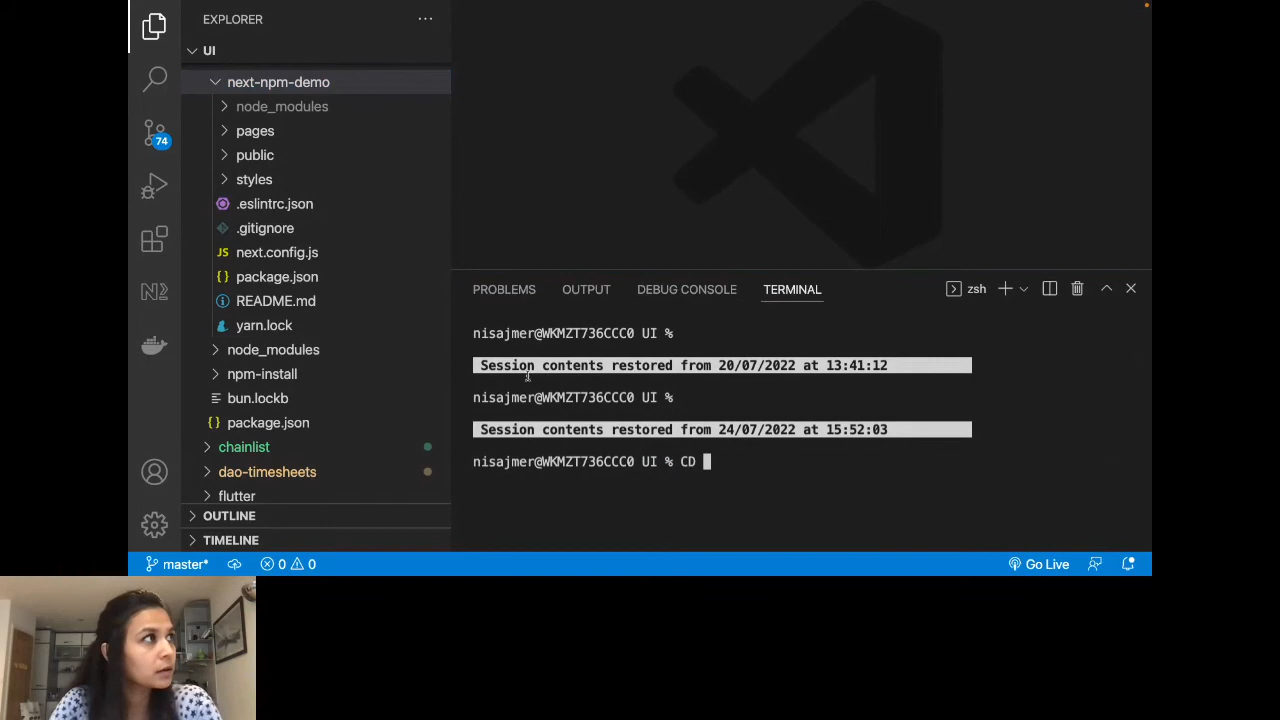 EXPLORER
UI
next-npm-demo
node_modules
pages
public
styles
.eslintrc.json
.gitignore
JS next.config.js
{} package.json
README.md
yarn.lock
node_modules
npm-install
bun.lockb
{} package.json
chainlist
dao-timesheets
flutter
OUTLINE
TIMELINE
74
PROBLEMS OUTPUT DEBUG CONSOLE TERMINAL zsh
nisajmer@WKMZT736CCC0 UI %
Session contents restored from 20/07/2022 at 13:41:12
nisajmer@WKMZT736CCC0 UI %
Session contents restored from 24/07/2022 at 15:52:03
nisajmer@WKMZT736CCC0 UI % CD
master* 0 0 Go Live